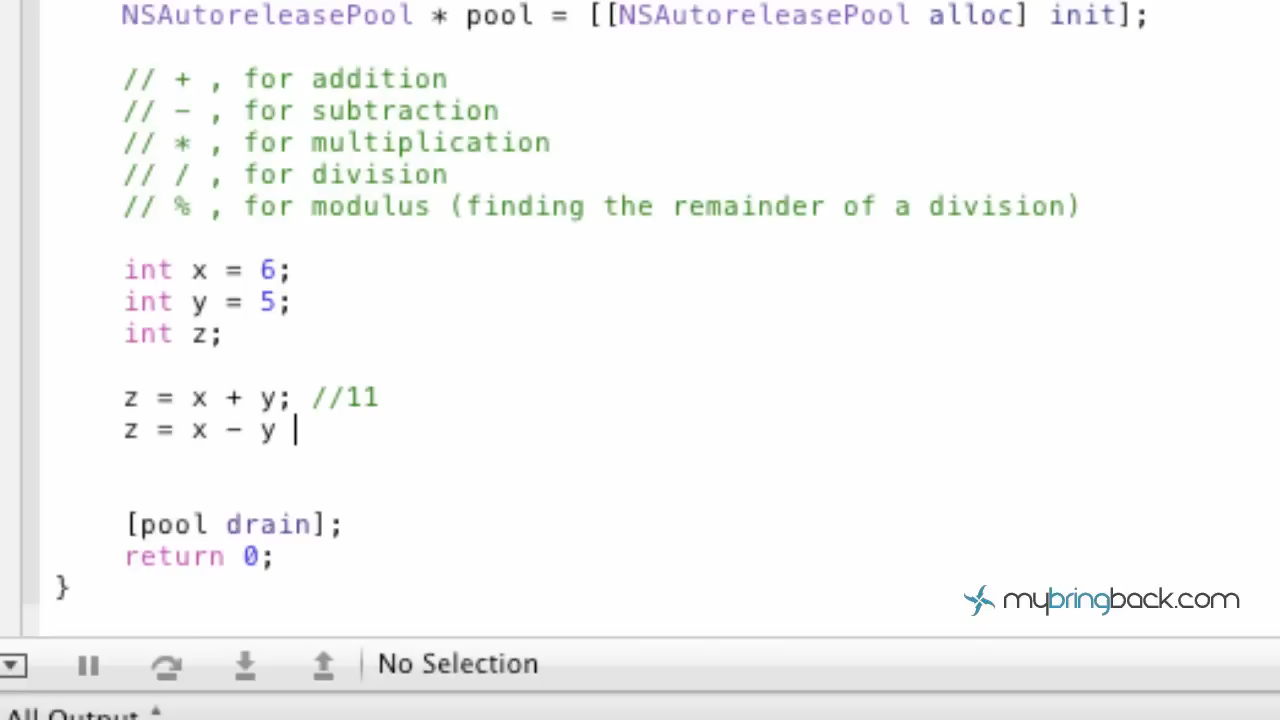 NSAutoreleasePool * pool = [[NSAutoreleasePool alloc] init];
// + , for addition
// - , for subtraction
// * , for multiplication
// / , for division
// % , for modulus (finding the remainder of a division)
int x = 6;
int y = 5;
int z;
z = x + y; //11
z = x - y
[pool drain];
return 0;
}
mybringback.com
No Selection
All Output